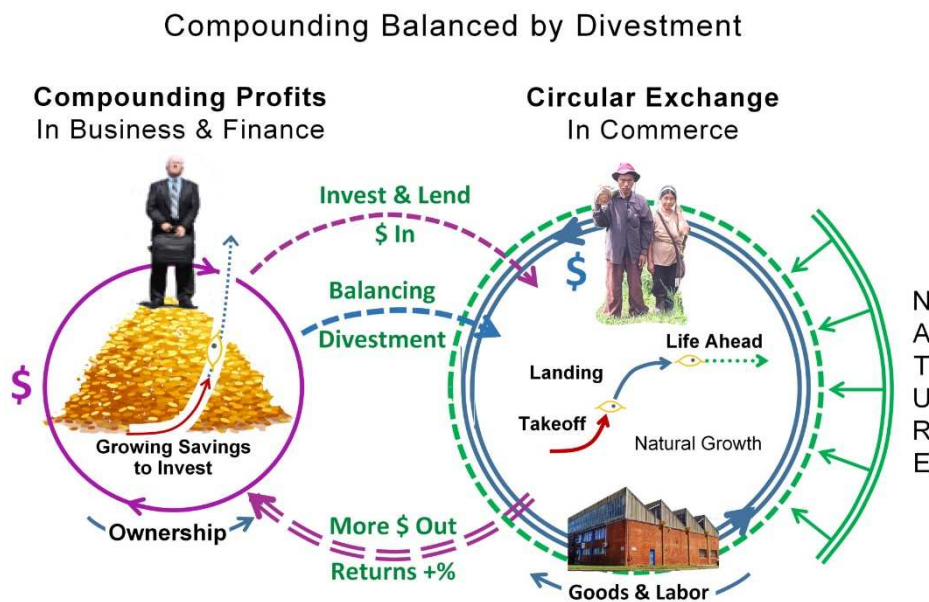 Compounding Balanced by Divestment
Compounding Profits
In Business & Finance
Circular Exchange
In Commerce
Invest & Lend
$ In
$
Balancing
Divestment
$
Growing Savings
to Invest
Ownership
More $ Out
Returns +%
Life Ahead
Landing
Takeoff
Natural Growth
Goods & Labor
NATURE